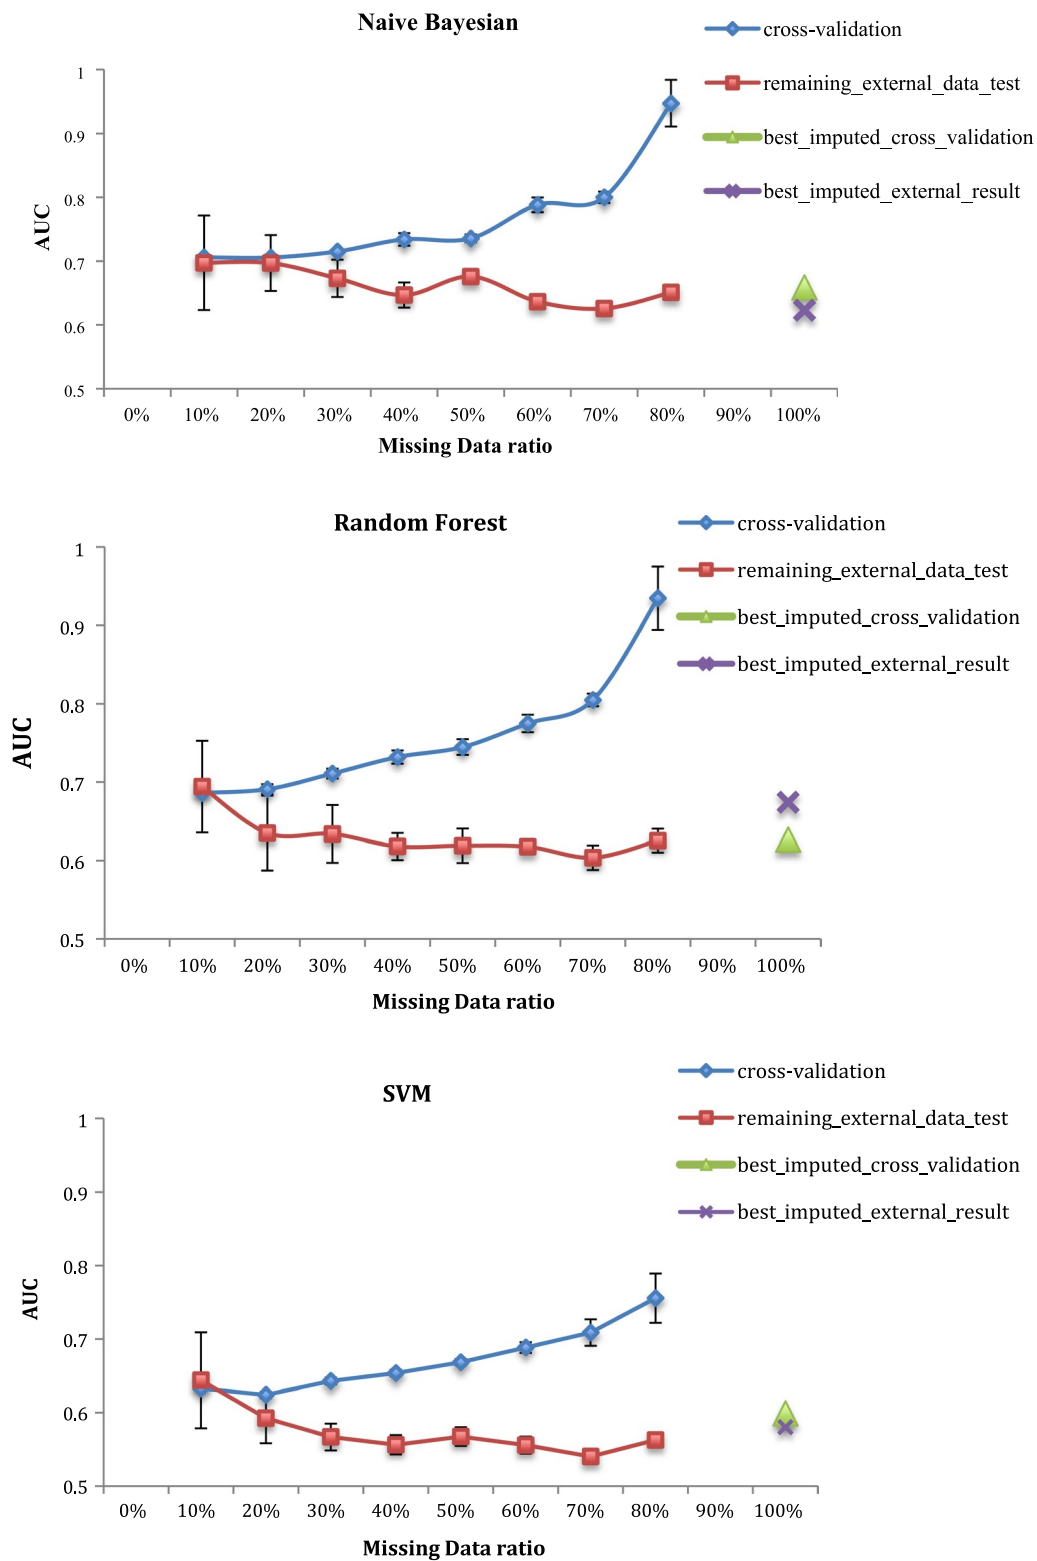 Naive Bayesian
cross-validation
remaining_external_data_test
best_imputed_cross_validation
best_imputed_external_result
1
0.9
0.8
0.7
0.6
0.5
AUC
0% 10% 20% 30% 40% 50% 60% 70% 80% 90% 100%
Missing Data ratio
Random Forest
cross-validation
remaining_external_data_test
best_imputed_cross_validation
best_imputed_external_result
1
0.9
0.8
0.7
0.6
0.5
AUC
0% 10% 20% 30% 40% 50% 60% 70% 80% 90% 100%
Missing Data ratio
SVM
cross-validation
remaining_external_data_test
best_imputed_cross_validation
best_imputed_external_result
1
0.9
0.8
0.7
0.6
0.5
AUC
0% 10% 20% 30% 40% 50% 60% 70% 80% 90% 100%
Missing Data ratio